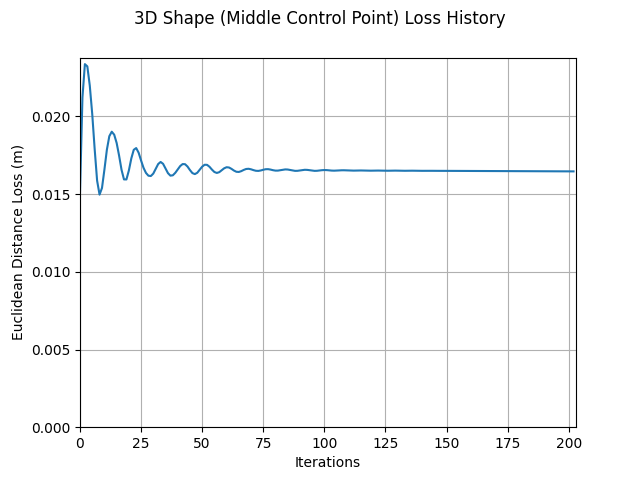 3D Shape (Middle Control Point) Loss History
Euclidean Distance Loss (m)
0.020
0.015
0.010
0.005
0.000
0 25 50 75 100 125 150 175 200
Iterations